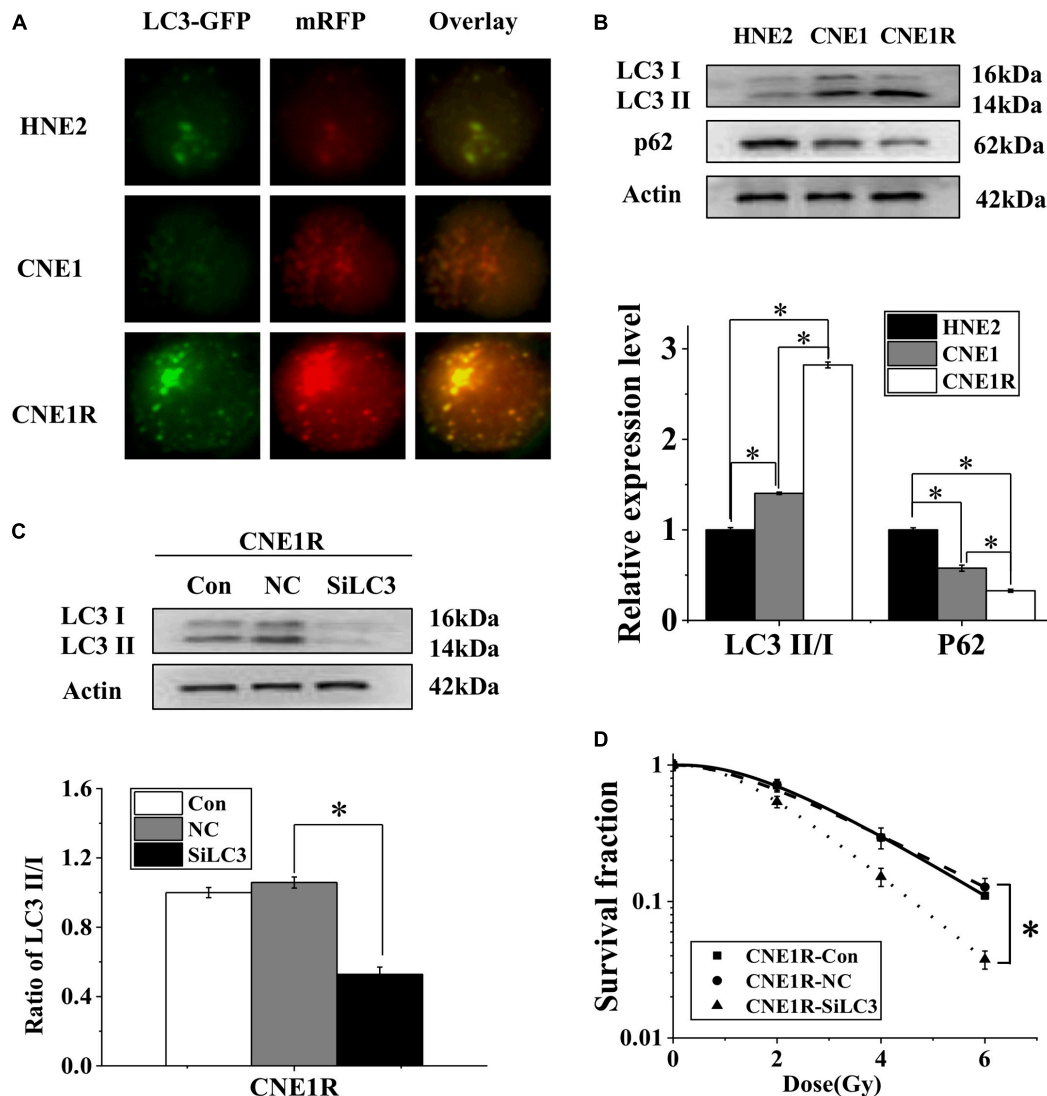 A
LC3-GFP mRFP Overlay
HNE2
CNE1
CNE1R
B
HNE2 CNE1 CNE1R
LC3 I 16kDa
LC3 II 14kDa
p62 62kDa
Actin 42kDa
Relative expression level
3
2
1
0
HNE2
CNE1
CNE1R
* * *
* * *
LC3 II/I P62
C
CNE1R
Con NC SiLC3
LC3 I 16kDa
LC3 II 14kDa
Actin 42kDa
Ratio of LC3 II/I
1.6
1.2
0.8
0.4
0.0
Con
NC
SiLC3
*
CNE1R
D
Survival fraction
1
0.1
0.01
CNE1R-Con
CNE1R-NC
CNE1R-SiLC3
*
0 2 4 6
Dose(Gy)